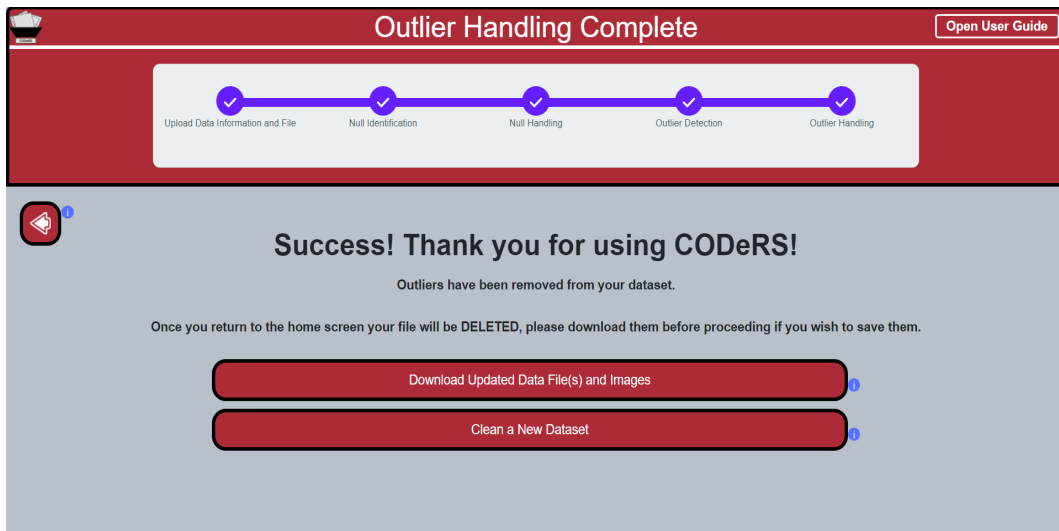 Outlier Handling Complete
Open User Guide
Upload Data Information and File
Null Identification
Null Handling
Outlier Detection
Outlier Handling
Success! Thank you for using CODeRS!
Outliers have been removed from your dataset.
Once you return to the home screen your file will be DELETED, please download them before proceeding if you wish to save them.
Download Updated Data File(s) and Images
Clean a New Dataset